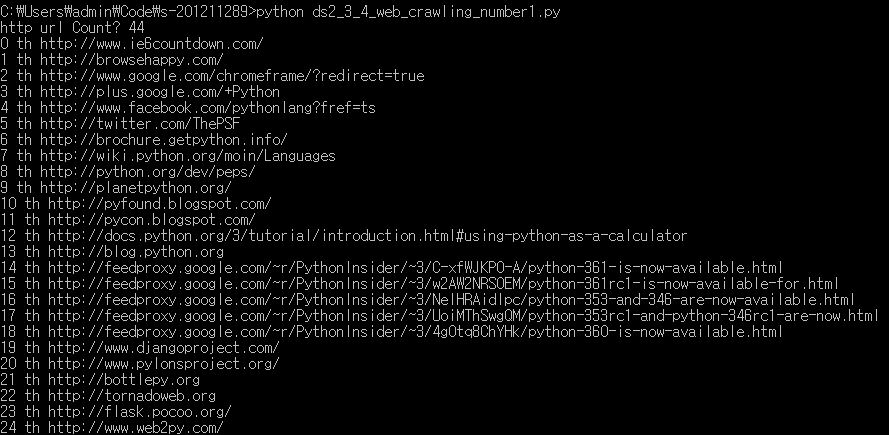 C:₩Users₩admin₩Code₩s-201211289>python ds2_3_4_web_crawling_number1.py
http url Count? 44
0 th http://www.ie6countdown.com/
1 th http://browsehappy.com/
2 th http://www.google.com/chromeframe/?redirect=true
3 th http://plus.google.com/+Python
4 th http://www.facebook.com/pythonlang?fref=ts
5 th http://twitter.com/ThePSF
6 th http://brochure.getpython.info/
7 th http://wiki.python.org/moin/Languages
8 th http://python.org/dev/peps/
9 th http://planetpython.org/
10 th http://pyfound.blogspot.com/
11 th http://pycon.blogspot.com/
12 th http://docs.python.org/3/tutorial/introduction.html#using-python-as-a-calculator
13 th http://blog.python.org
14 th http://feedproxy.google.com/~r/PythonInsider/~3/C-xfWJKPO-A/python-361-is-now-available.html
15 th http://feedproxy.google.com/~r/PythonInsider/~3/w2AW2NRSOEM/python-361rc1-is-now-available-for.html
16 th http://feedproxy.google.com/~r/PythonInsider/~3/NelHRAidIpc/python-353-and-346-are-now-available.html
17 th http://feedproxy.google.com/~r/PythonInsider/~3/UoiMThSwgQM/python-353rc1-and-python-346rc1-are-now.html
18 th http://feedproxy.google.com/~r/PythonInsider/~3/4gOtq8ChYHk/python-360-is-now-available.html
19 th http://www.djangoproject.com/
20 th http://www.pylonsproject.org/
21 th http://bottlepy.org
22 th http://tornadoweb.org
23 th http://flask.pocoo.org/
24 th http://www.web2py.com/